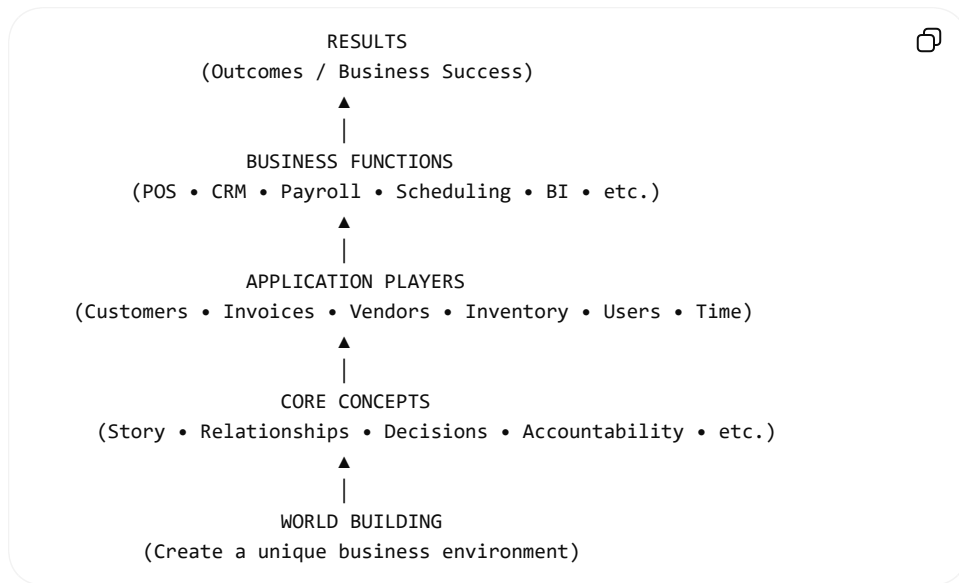 RESULTS
(Outcomes / Business Success)
▲
│
BUSINESS FUNCTIONS
(POS • CRM • Payroll • Scheduling • BI • etc.)
▲
│
APPLICATION PLAYERS
(Customers • Invoices • Vendors • Inventory • Users • Time)
▲
│
CORE CONCEPTS
(Story • Relationships • Decisions • Accountability • etc.)
▲
│
WORLD BUILDING
(Create a unique business environment)